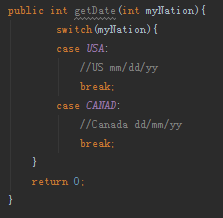 public int getDate(int myNation){
switch(myNation){
case USA:
//US mm/dd/yy
break;
case CANAD:
//Canada dd/mm/yy
break;
}
return 0;
}